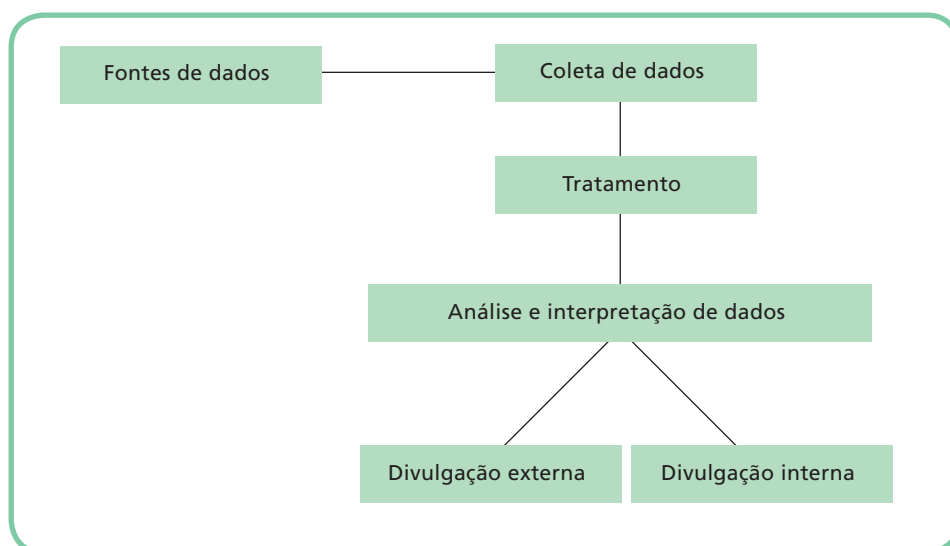 Fontes de dados
Coleta de dados
Tratamento
Análise e interpretação de dados
Divulgação externa
Divulgação interna